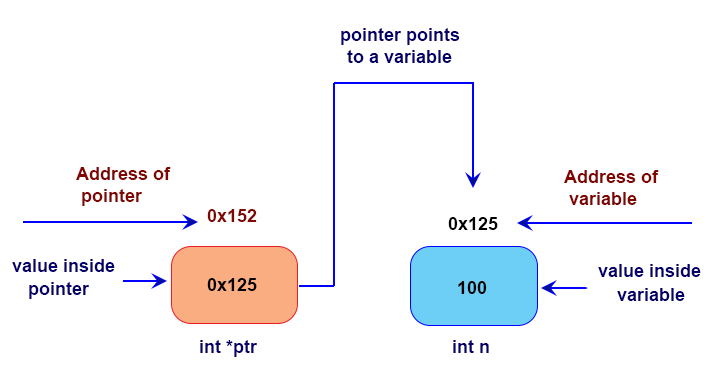 pointer points
to a variable
Address of
pointer
0x152
value inside
pointer
0x125
int *ptr
Address of
variable
0x125
100
value inside
variable
int n